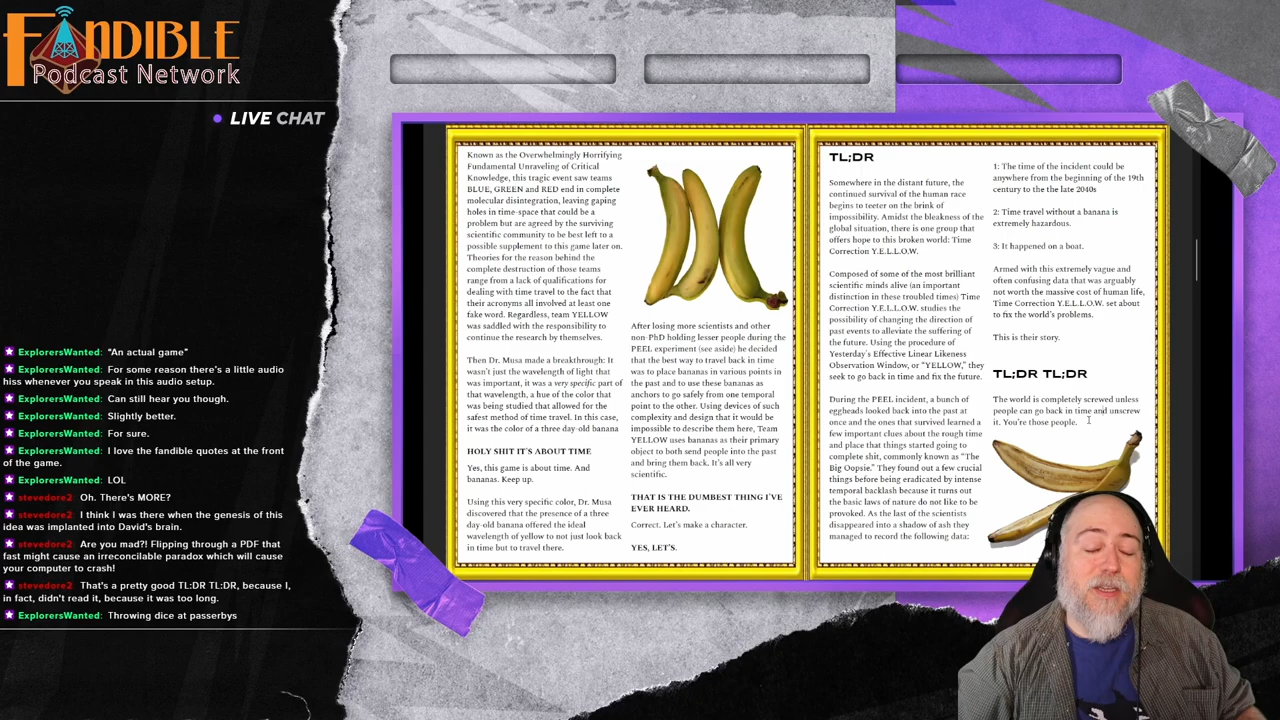 FANDIBLE
Podcast Network
LIVE CHAT
ExplorersWanted: "An actual game"
ExplorersWanted: For some reason there's a little audio
hiss whenever you speak in this audio setup.
ExplorersWanted: Can still hear you though.
ExplorersWanted: Slightly better.
ExplorersWanted: For sure.
ExplorersWanted: I love the fandible quotes at the front
of the game.
ExplorersWanted: LOL
stevedore2: Oh. There's MORE?
stevedore2: I think I was there when the genesis of this
idea was implanted into David's brain.
stevedore2: Are you mad?! Flipping through a PDF that
fast might cause an irreconcilable paradox which will cause
your computer to crash!
stevedore2: That's a pretty good TL:DR TL:DR, because I,
in fact, didn't read it, because it was too long.
ExplorersWanted: Throwing dice at passerbys
Known as the Overwhelmingly Horrifying
Fundamental Unraveling of Critical
Knowledge, this tragic event saw teams
BLUE, GREEN and RED end in complete
molecular disintegration, leaving gaping
holes in time-space that could be a
problem but are agreed by the surviving
scientific community to be best left to a
possible supplement to this game later on.
Theories for the reason behind the
complete destruction of those teams
range from a lack of qualifications for
dealing with time travel to the fact that
their acronyms all involved at least one
fake word. Regardless, team YELLOW
was saddled with the responsibility to
continue the research by themselves.
Then Dr. Musa made a breakthrough: It
wasn't just the wavelength of light that
was important, it was a very specific part of
that wavelength, a hue of the color that
was being studied that allowed for the
safest method of time travel. In this case,
it was the color of a three day-old banana
HOLY SHIT IT'S ABOUT TIME
Yes, this game is about time. And
bananas. Keep up.
Using this very specific color, Dr. Musa
discovered that the presence of a three
day-old banana offered the ideal
wavelength of yellow to not just look back
in time but to travel there.
After losing more scientists and other
non-PhD holding lesser people during the
PEEL experiment (see aside) he decided
that the best way to travel back in time
was to place bananas in various points in
the past and to use these bananas as
anchors to go safely from one temporal
point to the other. Using devices of such
complexity and design that it would be
impossible to describe them here, Team
YELLOW uses bananas as their primary
object to both send people into the past
and bring them back. It's all very
scientific.
THAT IS THE DUMBEST THING I'VE
EVER HEARD.
Correct. Let's make a character.
YES, LET'S.
TL;DR
Somewhere in the distant future, the
continued survival of the human race
begins to teeter on the brink of
impossibility. Amidst the bleakness of the
global situation, there is one group that
offers hope to this broken world: Time
Correction Y.E.L.L.O.W.
Composed of some of the most brilliant
scientific minds alive (an important
distinction in these troubled times) Time
Correction Y.E.L.L.O.W. studies the
possibility of changing the direction of
past events to alleviate the suffering of
the future. Using the procedure of
Yesterday's Effective Linear Likeness
Observation Window, or "YELLOW," they
seek to go back in time and fix the future.
During the PEEL incident, a bunch of
eggheads looked back into the past at
once and the ones that survived learned a
few important clues about the rough time
and place that things started going to
complete shit, commonly known as "The
Big Oopsie." They found out a few crucial
things before being eradicated by intense
temporal backlash because it turns out
the basic laws of nature do not like to be
provoked. As the last of the scientists
disappeared into a shadow of ash they
managed to record the following data:
1: The time of the incident could be
anywhere from the beginning of the 19th
century to the the late 2040s
2: Time travel without a banana is
extremely hazardous.
3: It happened on a boat.
Armed with this extremely vague and
often confusing data that was arguably
not worth the massive cost of human life,
Time Correction Y.E.L.L.O.W. set about
to fix the world's problems.
This is their story.
TL;DR TL;DR
The world is completely screwed unless
people can go back in time and unscrew
it. You're those people.